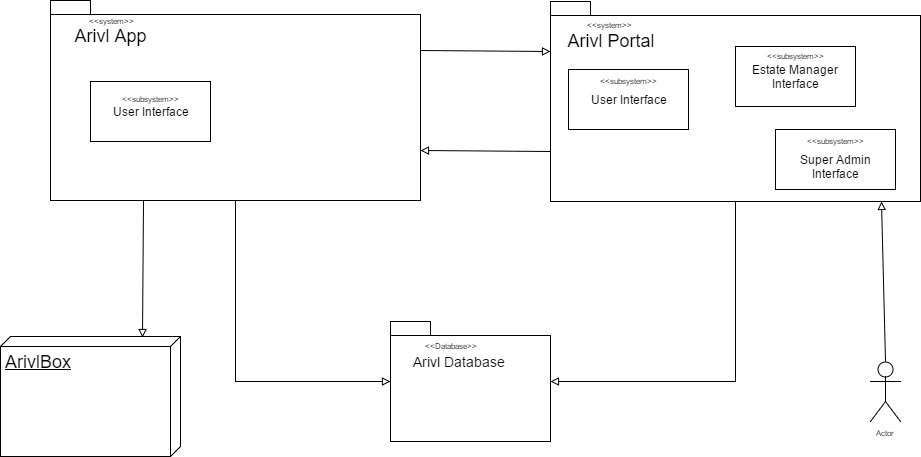 <<system>>
Arivl App
<<subsystem>>
User Interface
<<system>>
Arivl Portal
<<subsystem>>
User Interface
<<subsystem>>
Estate Manager
Interface
<<subsystem>>
Super Admin
Interface
ArivlBox
<<Database>>
Arivl Database
Actor